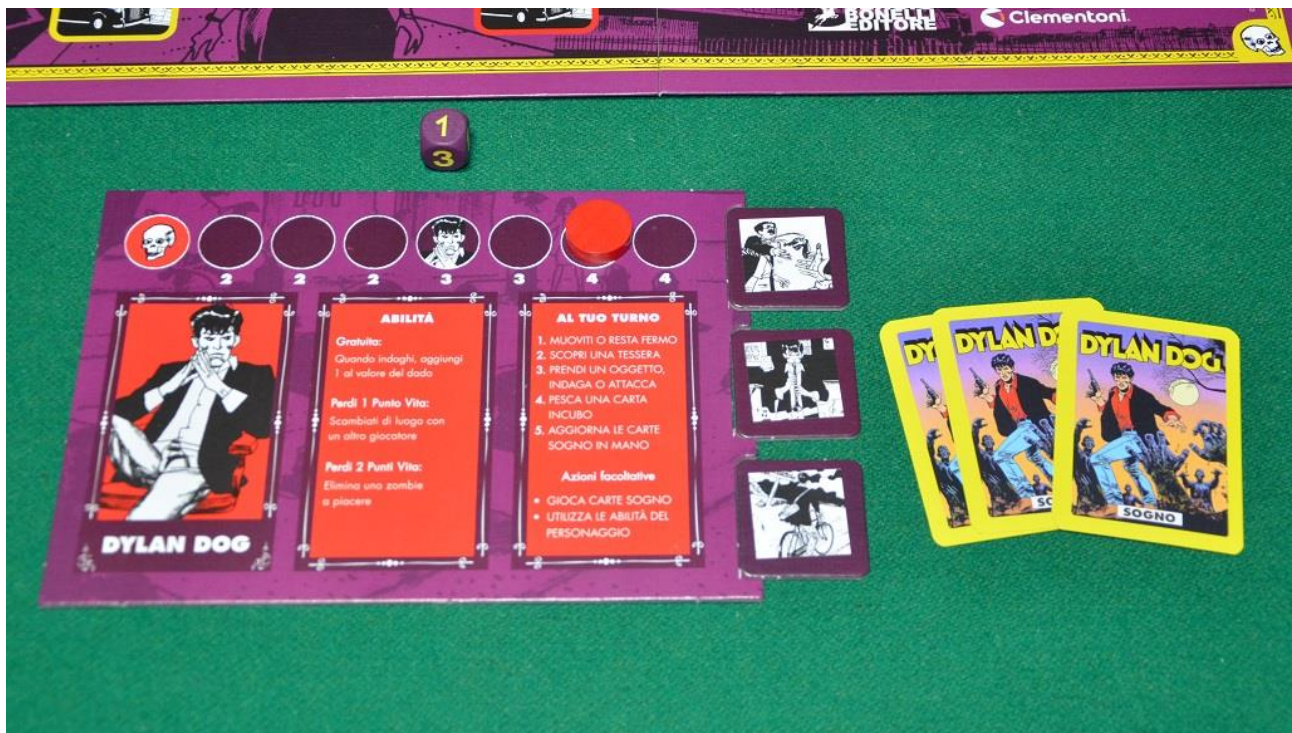 BONELLI
EDITORE
Clementoni
1
3
2
2
2
3
3
4
4
DYLAN DOG
ABILITÀ
Gratuita:
Quando indaghi, aggiungi
1 al valore del dado
Perdi 1 Punto Vita:
Scambiati di luogo con
un altro giocatore
Perdi 2 Punti Vita:
Elimina uno zombie
a piacere
AL TUO TURNO
1. MUOVITI O RESTA FERMO
2. SCOPRI UNA TESSERA
3. PRENDI UN OGGETTO,
INDAGA O ATTACCA
4. PESCA UNA CARTA
INCUBO
5. AGGIORNA LE CARTE
SOGNO IN MANO
Azioni facoltative
• GIOCA CARTE SOGNO
• UTILIZZA LE ABILITÀ DEL
PERSONAGGIO
DY
DYLAN D
SO
DYLAN DOG
SOGNO